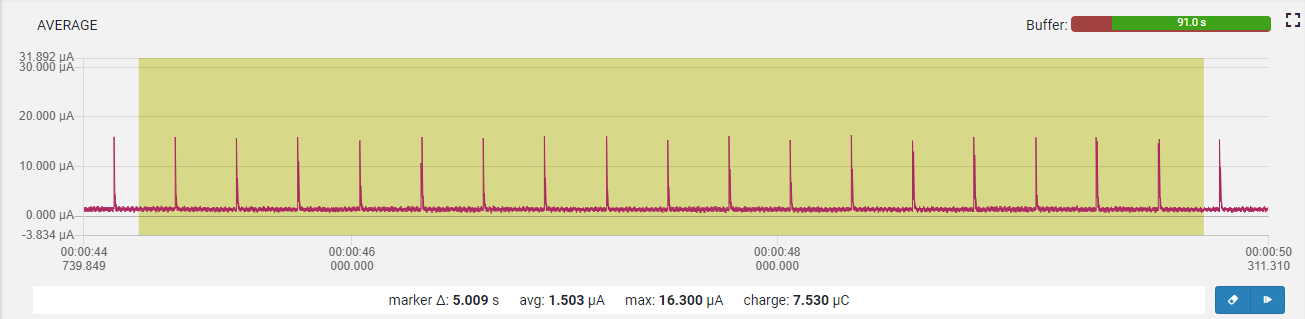 AVERAGE
Buffer: 91.0 s
31.892 µA
30.000 µA
20.000 µA
10.000 µA
0.000 µA
-3.834 µA
00:00:44 00:00:46 00:00:48 00:00:50
739.849 000.000 000.000 311.310
marker Δ: 5.009 s avg: 1.503 µA max: 16.300 µA charge: 7.530 µC